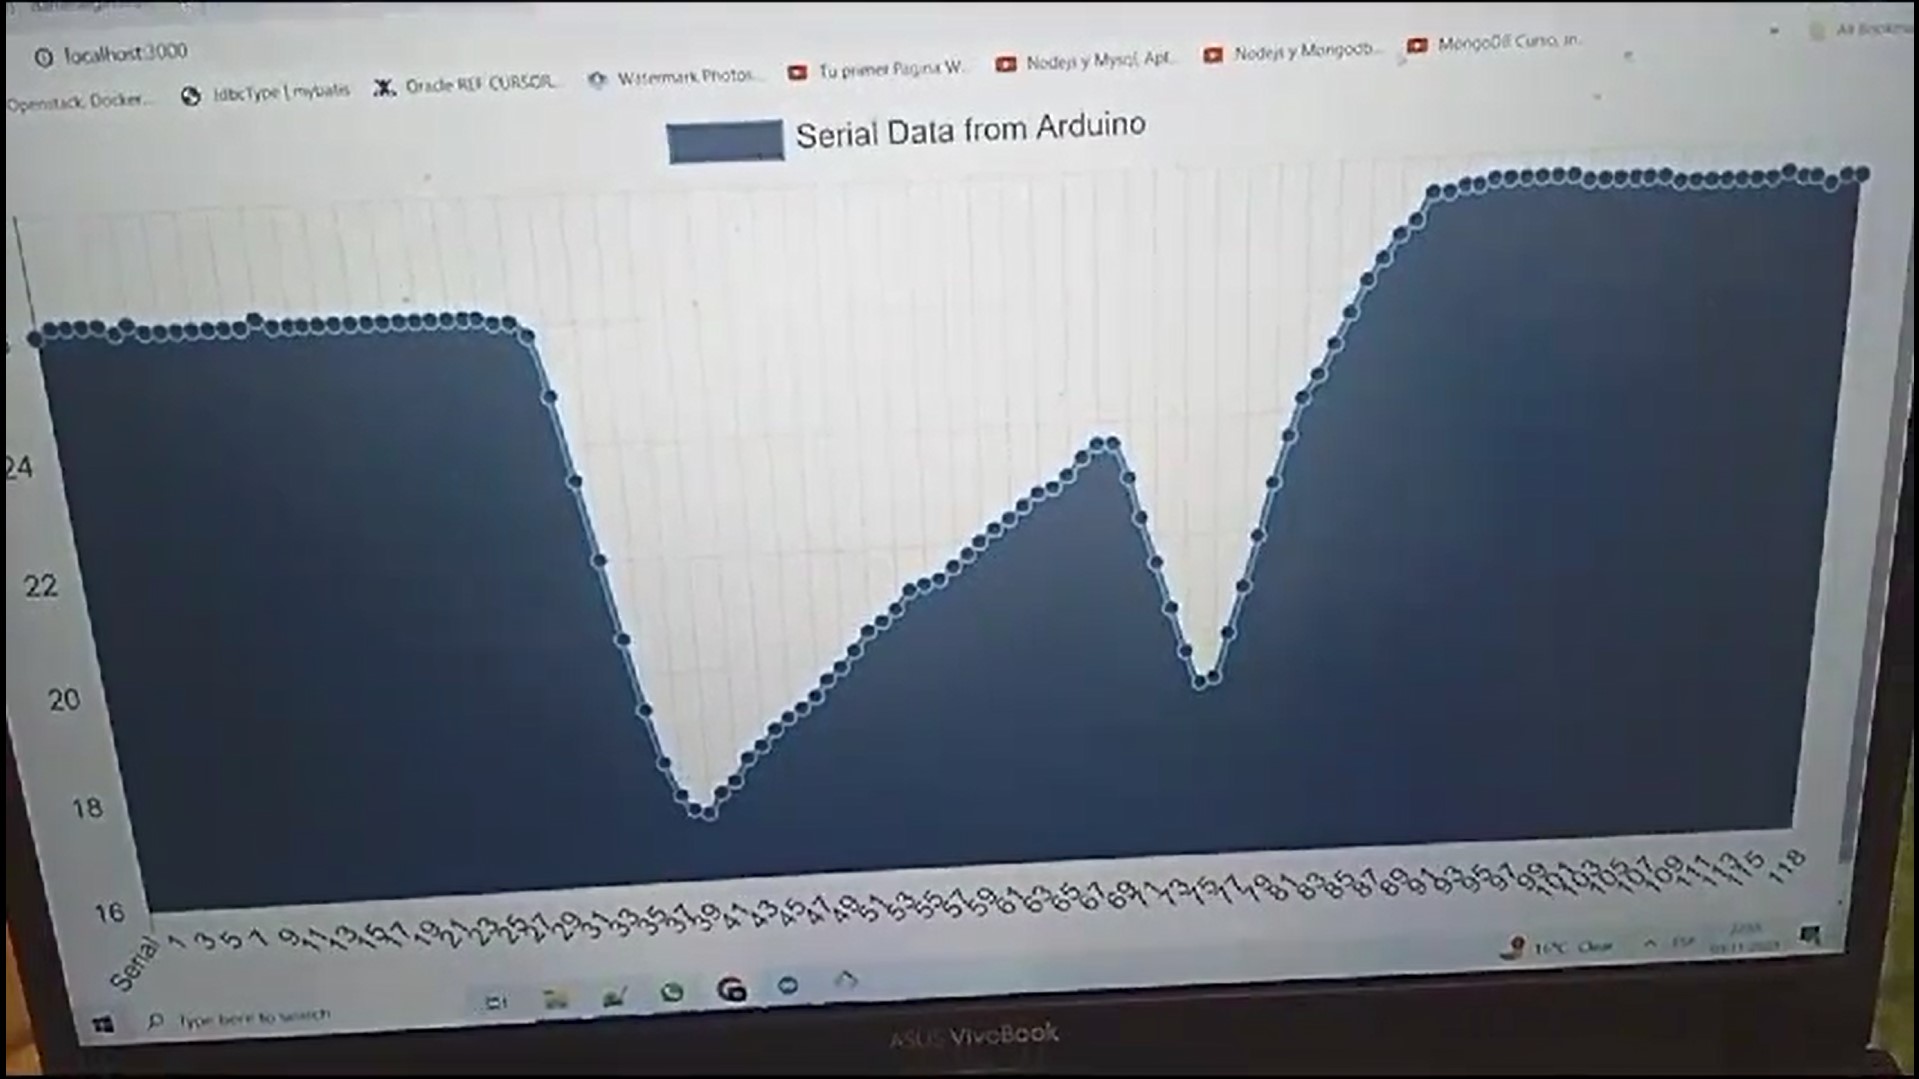 localhost:3000
Openstack, Docker... JdbcType | mybatis Oracle REF CURSOR... Watermark Photos... Tu primer Pagina W... Nodejs y Mysql, Apl... Nodejs y Mongodb... MongoDB Curso, in...
Serial Data from Arduino
24
22
20
18
16
Serial 1 3 5 7 9 11 13 15 17 19 21 23 25 27 29 31 33 35 37 39 41 43 45 47 49 51 53 55 57 59 61 63 65 67 69 71 73 75 77 79 81 83 85 87 89 91 93 95 97 99 101 103 105 107 109 111 113 115 118
Type here to search
16°C Clear ESP
ASUS VivoBook